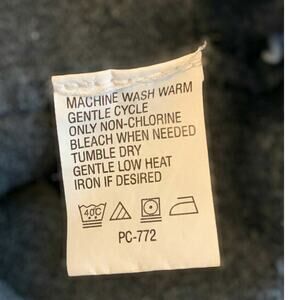 MACHINE WASH WARM
GENTLE CYCLE
ONLY NON-CHLORINE
BLEACH WHEN NEEDED
TUMBLE DRY
GENTLE LOW HEAT
IRON IF DESIRED
40C
PC-772